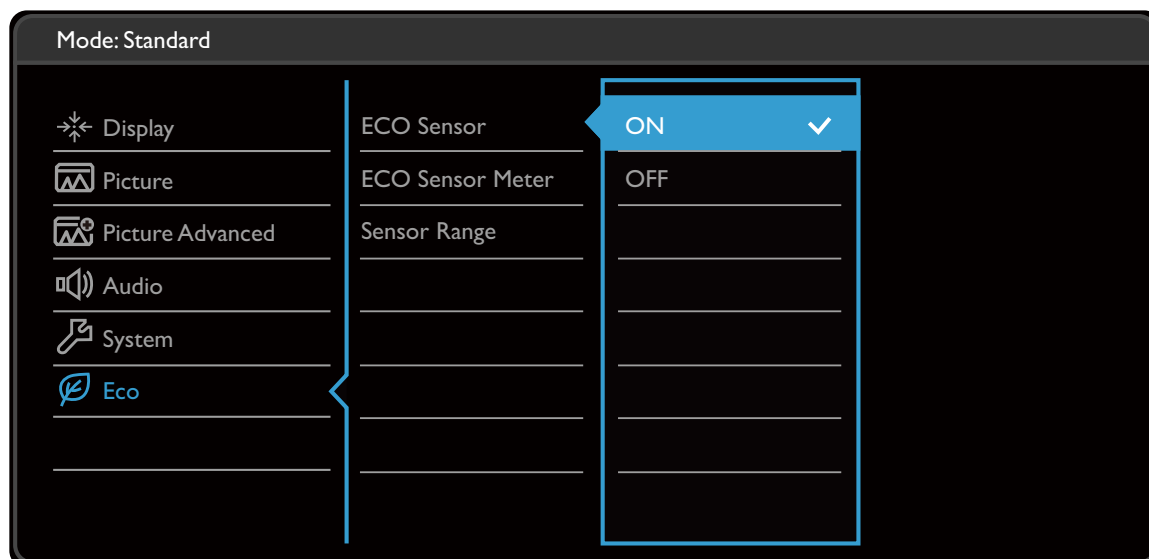 Mode: Standard
Display
Picture
Picture Advanced
Audio
System
Eco
ECO Sensor
ECO Sensor Meter
Sensor Range
ON
OFF